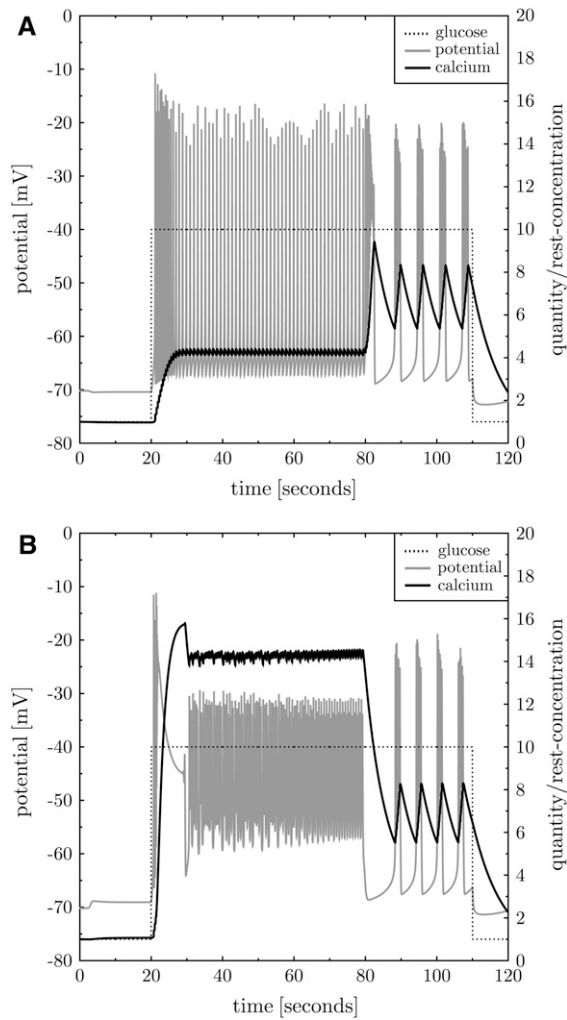 A
glucose
potential
calcium
0
-10
-20
-30
-40
-50
-60
-70
-80
20
18
16
14
12
10
8
6
4
2
0
potential [mV]
quantity/rest-concentration
0 20 40 60 80 100 120
time [seconds]
B
glucose
potential
calcium
0
-10
-20
-30
-40
-50
-60
-70
-80
20
18
16
14
12
10
8
6
4
2
0
potential [mV]
quantity/rest-concentration
0 20 40 60 80 100 120
time [seconds]